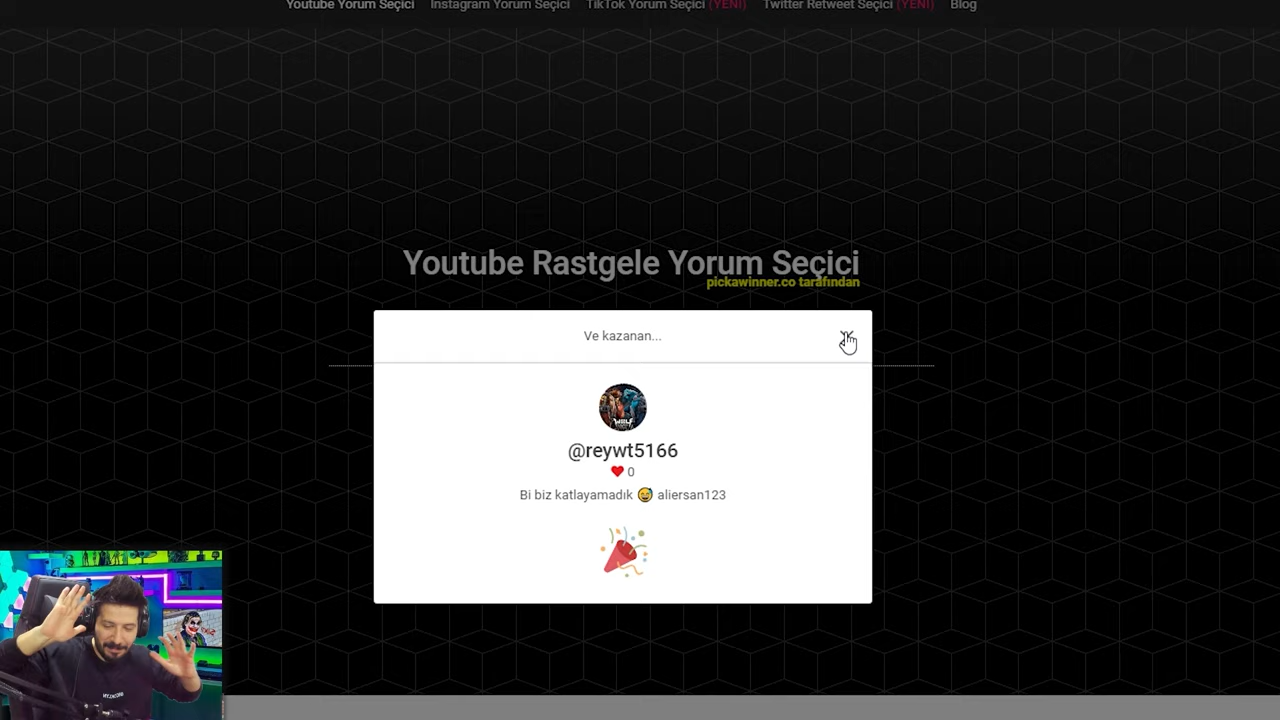 Youtube Yorum Seçici Instagram Yorum Seçici TikTok Yorum Seçici (YENİ) Twitter Retweet Seçici (YENİ) Blog
Youtube Rastgele Yorum Seçici
pickawinner.co tarafından
Ve kazanan...
WOLF
@reywt5166
0
Bi biz katlayamadık 😅 aliersan123